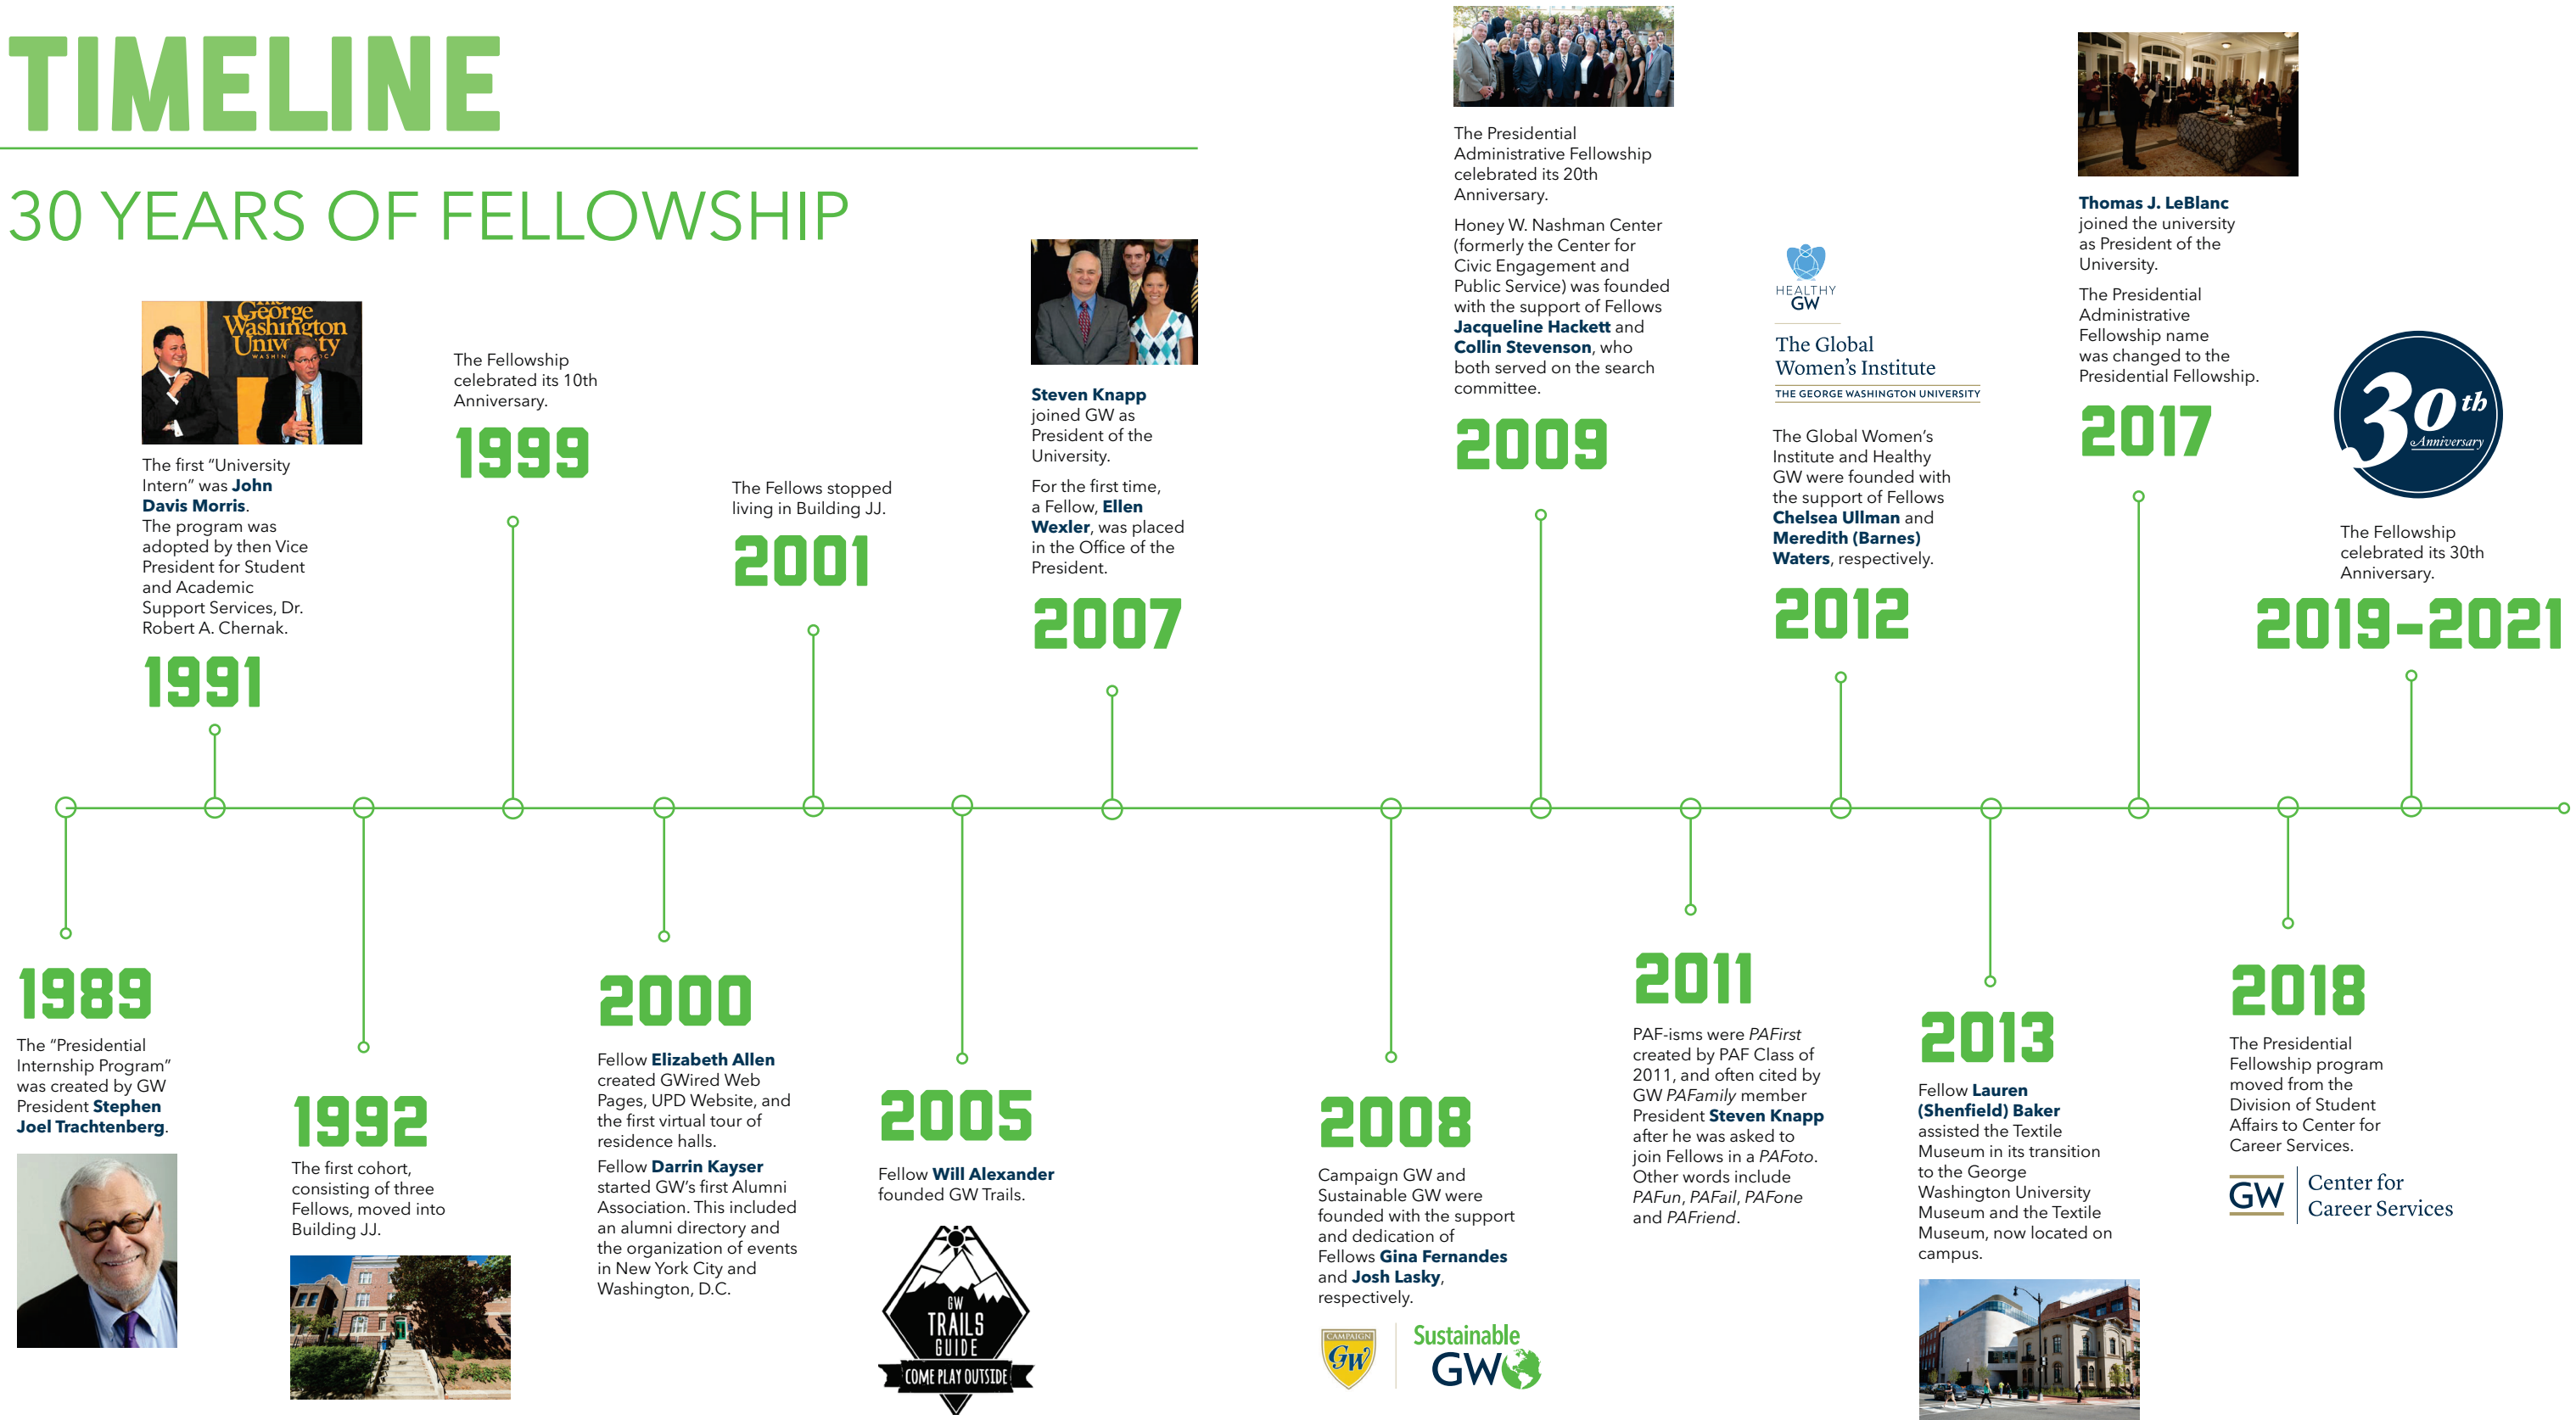 TIMELINE
30 YEARS OF FELLOWSHIP
The "Presidential
Internship Program"
was created by GW
President Stephen
Joel Trachtenberg.
1989
George
Washington
University
WASHINGTON DC
The first “University
Intern” was John
Davis Morris.
The program was
adopted by then Vice
President for Student
and Academic
Support Services, Dr.
Robert A. Chernak.
1991
1992
The first cohort,
consisting of three
Fellows, moved into
Building JJ.
The Fellowship
celebrated its 10th
Anniversary.
1999
2000
Fellow Elizabeth Allen
created GWired Web
Pages, UPD Website, and
the first virtual tour of
residence halls.
Fellow Darrin Kayser
started GW’s first Alumni
Association. This included
an alumni directory and
the organization of events
in New York City and
Washington, D.C.
The Fellows stopped
living in Building JJ.
2001
2005
Fellow Will Alexander
founded GW Trails.
GW
TRAILS
GUIDE
COME PLAY OUTSIDE
Steven Knapp
joined GW as
President of the
University.
For the first time,
a Fellow, Ellen
Wexler, was placed
in the Office of the
President.
2007
2008
Campaign GW and
Sustainable GW were
founded with the support
and dedication of
Fellows Gina Fernandes
and Josh Lasky,
respectively.
CAMPAIGN
GW
Sustainable
GW
The Presidential
Administrative Fellowship
celebrated its 20th
Anniversary.
Honey W. Nashman Center
(formerly the Center for
Civic Engagement and
Public Service) was founded
with the support of Fellows
Jacqueline Hackett and
Collin Stevenson, who
both served on the search
committee.
2009
2011
PAF-isms were PAFirst
created by PAF Class of
2011, and often cited by
GW PAFamily member
President Steven Knapp
after he was asked to
join Fellows in a PAFoto.
Other words include
PAFun, PAFail, PAFone
and PAFriend.
HEALTHY
GW
The Global
Women’s Institute
THE GEORGE WASHINGTON UNIVERSITY
The Global Women’s
Institute and Healthy
GW were founded with
the support of Fellows
Chelsea Ullman and
Meredith (Barnes)
Waters, respectively.
2012
2013
Fellow Lauren
(Shenfield) Baker
assisted the Textile
Museum in its transition
to the George
Washington University
Museum and the Textile
Museum, now located on
campus.
Thomas J. LeBlanc
joined the university
as President of the
University.
The Presidential
Administrative
Fellowship name
was changed to the
Presidential Fellowship.
2017
2018
The Presidential
Fellowship program
moved from the
Division of Student
Affairs to Center for
Career Services.
GW
Center for
Career Services
30th
Anniversary
The Fellowship
celebrated its 30th
Anniversary.
2019-2021